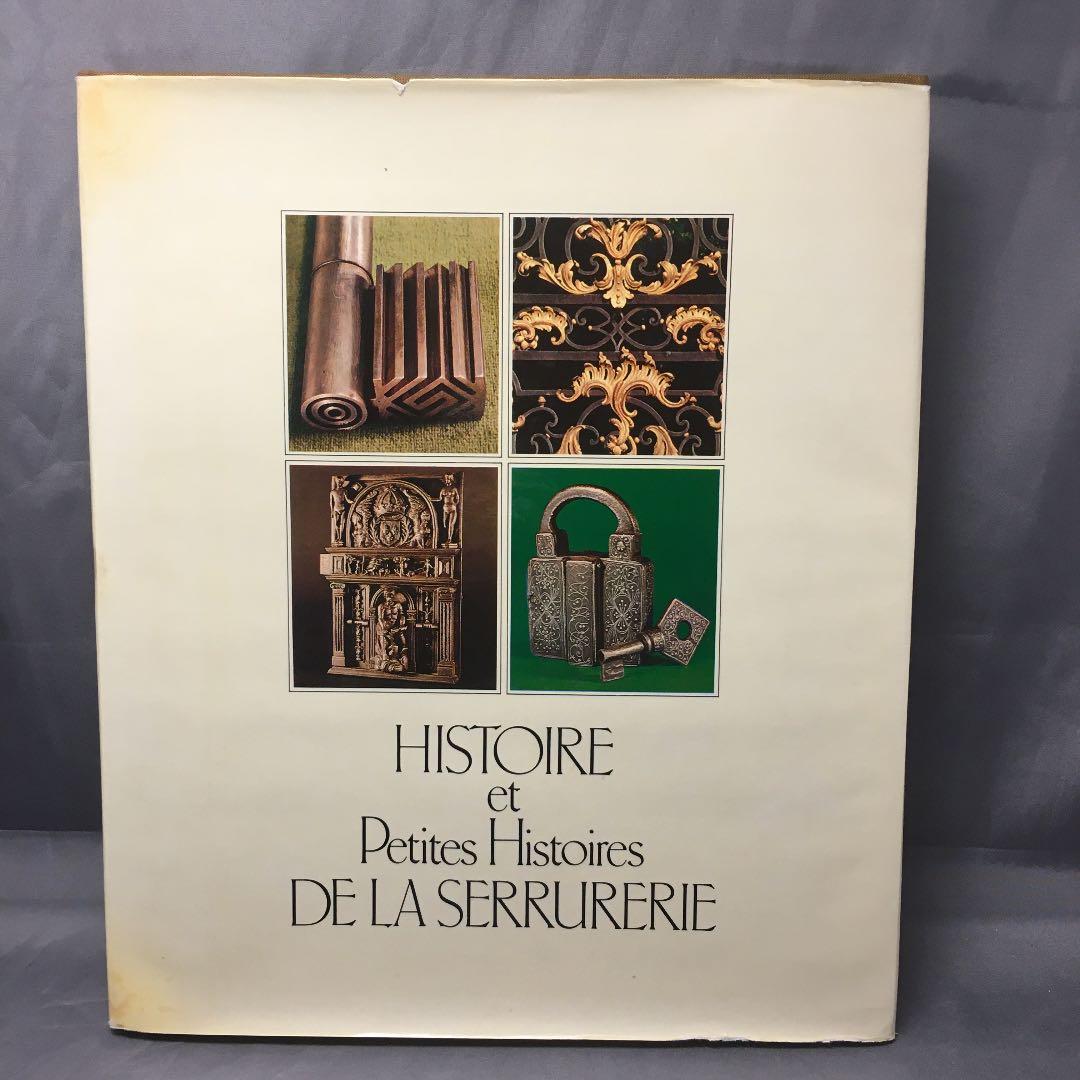 HISTOIRE
et
Petites Histoires
DE LA SERRURERIE